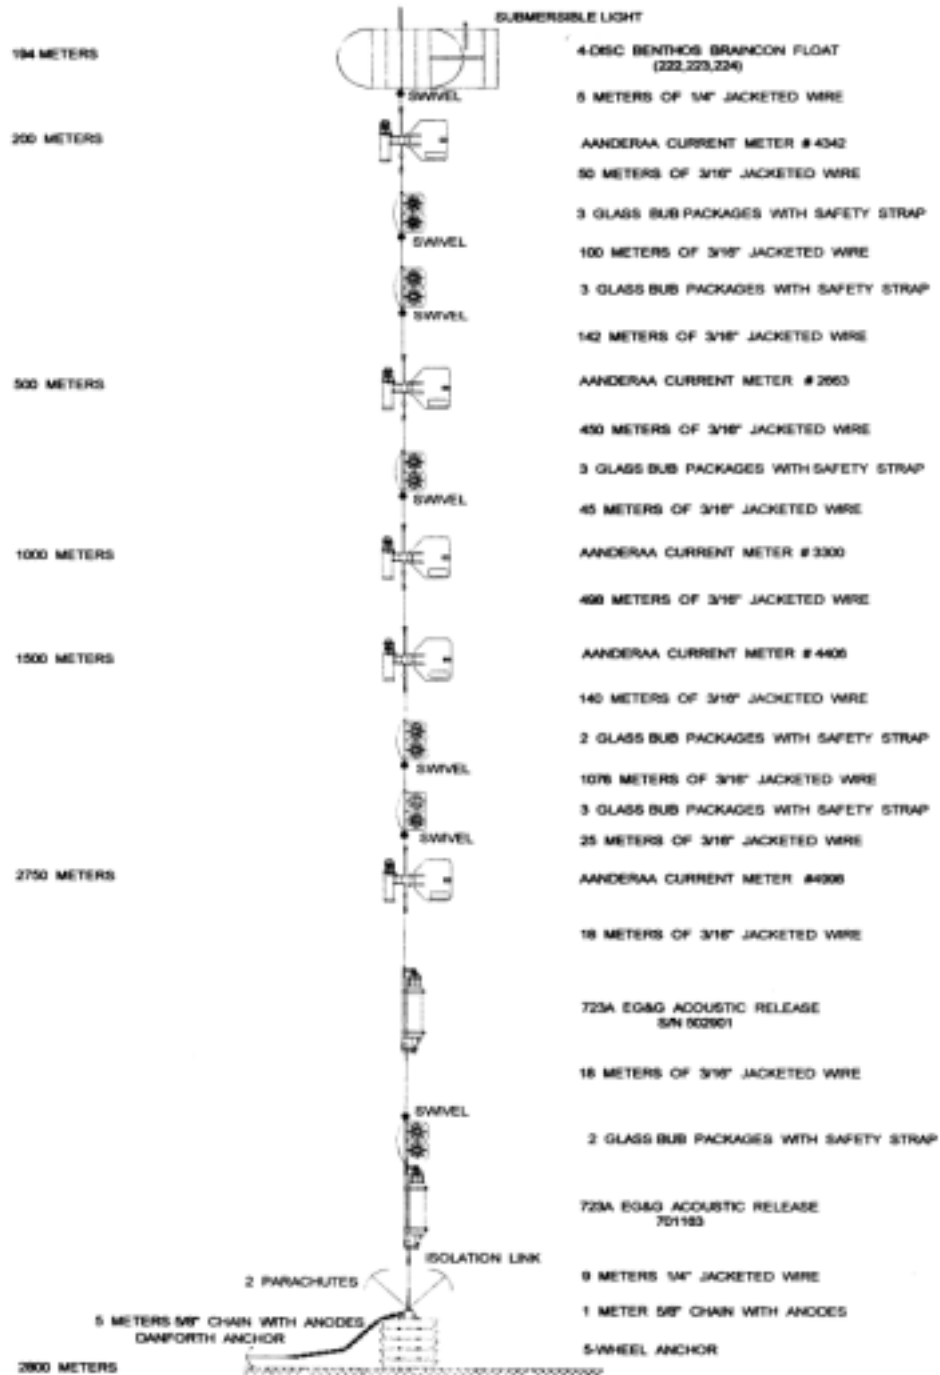 SUBMERSIBLE LIGHT
194 METERS
4-DISC BENTHOS BRAINCON FLOAT
(222,223,224)
SWIVEL
5 METERS OF 1/4" JACKETED WIRE
200 METERS
AANDERAA CURRENT METER # 4342
50 METERS OF 3/16" JACKETED WIRE
3 GLASS BUB PACKAGES WITH SAFETY STRAP
SWIVEL
100 METERS OF 3/16" JACKETED WIRE
3 GLASS BUB PACKAGES WITH SAFETY STRAP
SWIVEL
142 METERS OF 3/16" JACKETED WIRE
500 METERS
AANDERAA CURRENT METER # 2663
450 METERS OF 3/16" JACKETED WIRE
3 GLASS BUB PACKAGES WITH SAFETY STRAP
SWIVEL
45 METERS OF 3/16" JACKETED WIRE
1000 METERS
AANDERAA CURRENT METER # 3300
498 METERS OF 3/16" JACKETED WIRE
1500 METERS
AANDERAA CURRENT METER # 4406
140 METERS OF 3/16" JACKETED WIRE
2 GLASS BUB PACKAGES WITH SAFETY STRAP
SWIVEL
1076 METERS OF 3/16" JACKETED WIRE
3 GLASS BUB PACKAGES WITH SAFETY STRAP
SWIVEL
25 METERS OF 3/16" JACKETED WIRE
2750 METERS
AANDERAA CURRENT METER
18 METERS OF 3/16" JACKETED WIRE
723A EG&G ACOUSTIC RELEASE
S/N 502901
18 METERS OF 3/16" JACKETED WIRE
SWIVEL
2 GLASS BUB PACKAGES WITH SAFETY STRAP
723A EG&G ACOUSTIC RELEASE
701163
ISOLATION LINK
2 PARACHUTES
9 METERS 1/4" JACKETED WIRE
5 METERS 5/8" CHAIN WITH ANODES
DANFORTH ANCHOR
1 METER 5/8" CHAIN WITH ANODES
5-WHEEL ANCHOR
2800 METERS